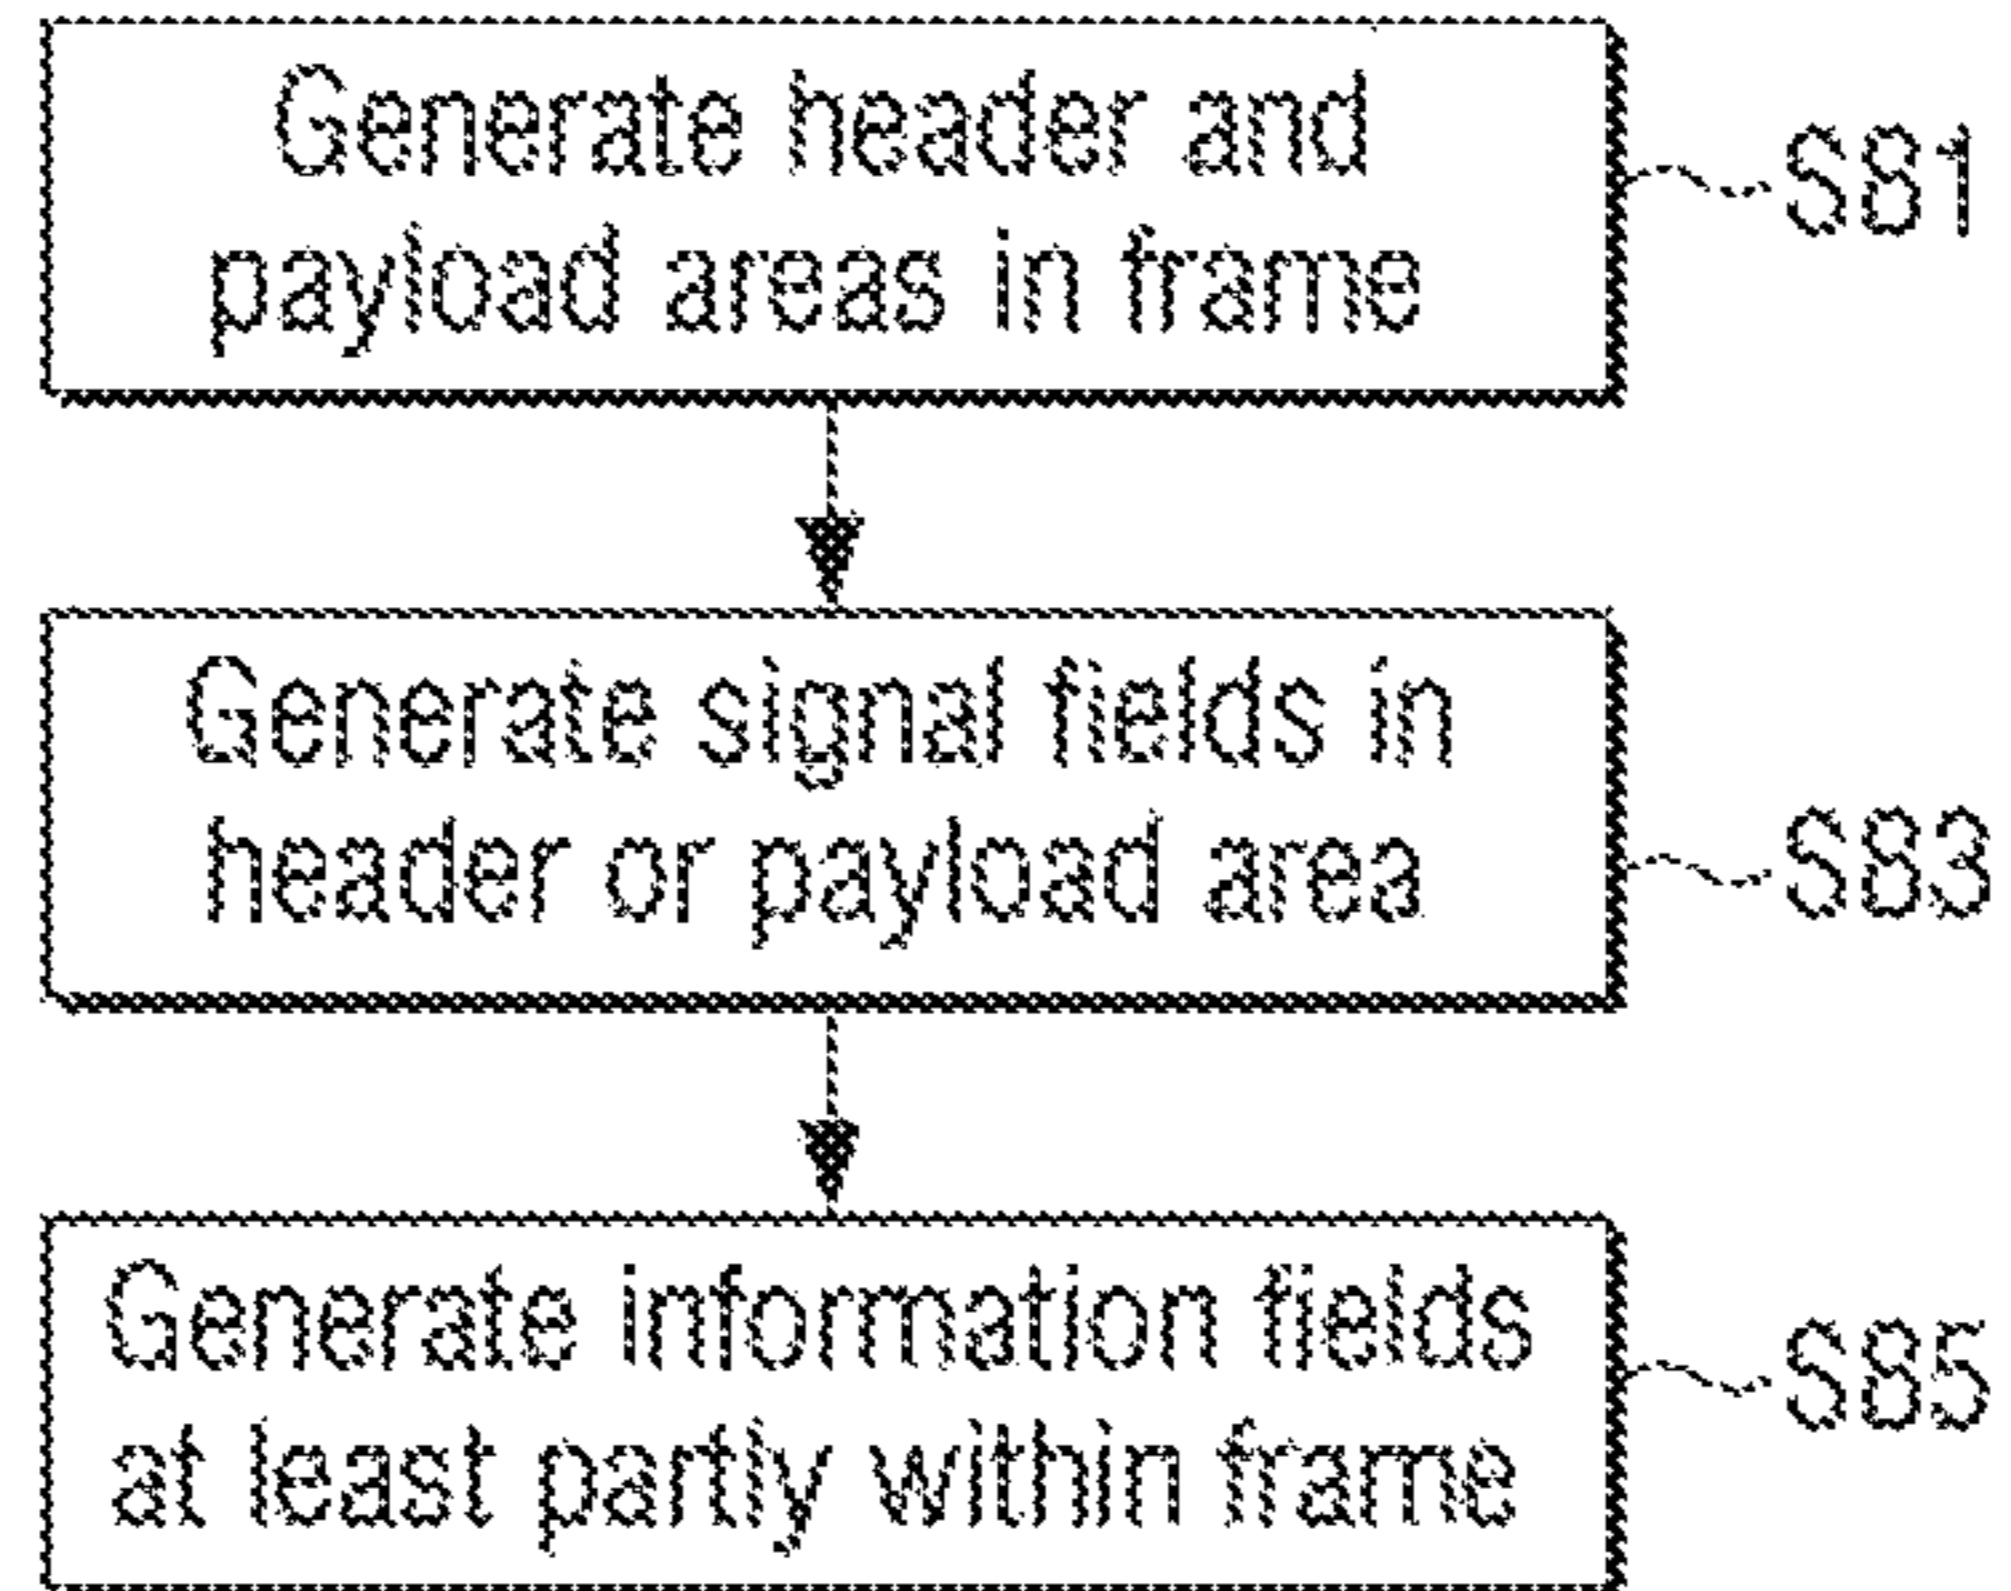 Generate header and
payload areas in frame
S81
Generate signal fields in
header or payload area
S83
Generate information fields
at least partly within frame
S85